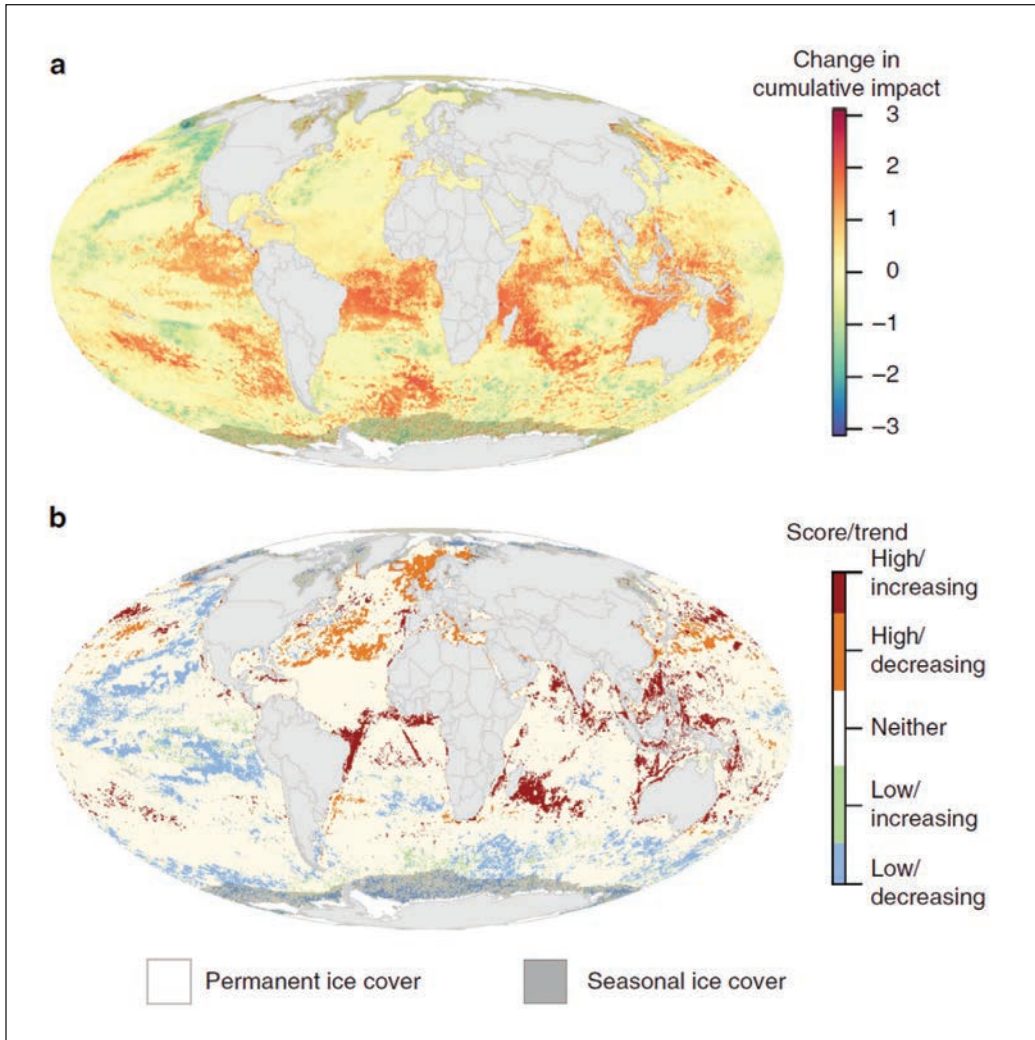 a
Change in
cumulative impact
3
2
1
0
−1
−2
−3
b
Score/trend
High/
increasing
High/
decreasing
Neither
Low/
increasing
Low/
decreasing
Permanent ice cover
Seasonal ice cover